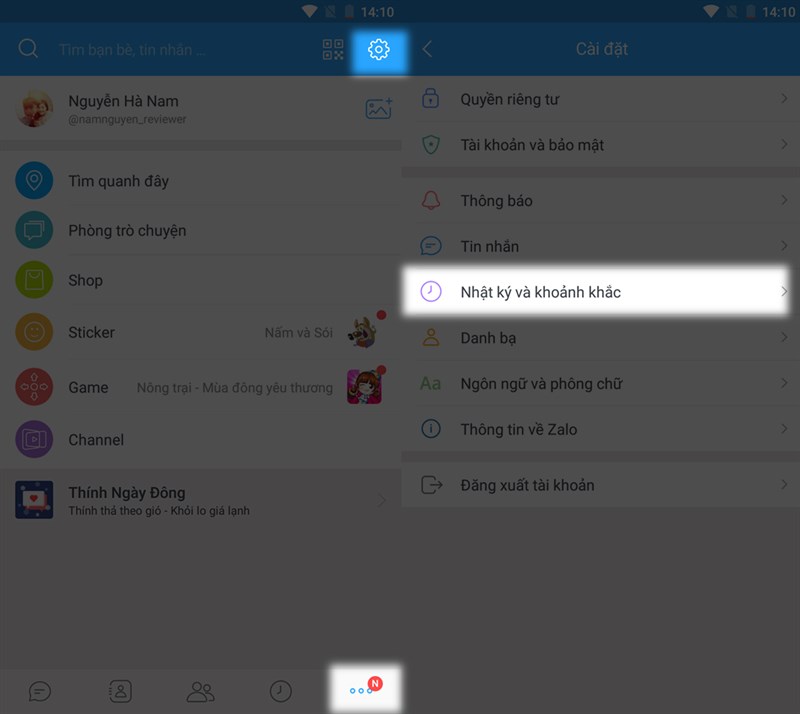 14:10
Tìm bạn bè, tin nhắn ...
Nguyễn Hà Nam
@namnguyen_reviewer
Tìm quanh đây
Phòng trò chuyện
Shop
Sticker
Nấm và Sói
Game
Nông trại - Mùa đông yêu thương
Channel
Thính Ngày Đông
Thính thả theo gió - Khỏi lo giá lạnh
N
14:10
Cài đặt
Quyền riêng tư
Tài khoản và bảo mật
Thông báo
Tin nhắn
Nhật ký và khoảnh khắc
Danh bạ
Aa
Ngôn ngữ và phông chữ
Thông tin về Zalo
Đăng xuất tài khoản